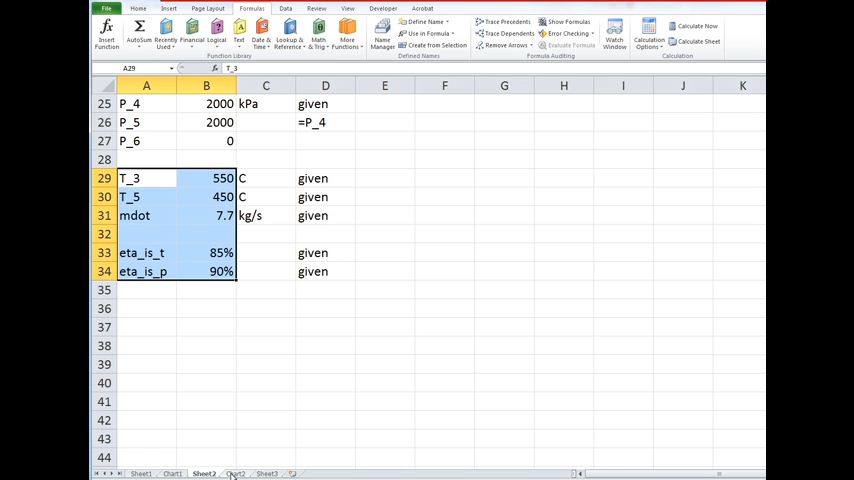 File Home Insert Page Layout Formulas Data Review View Developer Acrobat
Insert Function
AutoSum
Recently Used
Financial
Logical
Text
Date & Time
Lookup & Reference
Math & Trig
More Functions
Function Library
Name Manager
Define Name
Use in Formula
Create from Selection
Defined Names
Trace Precedents
Trace Dependents
Remove Arrows
Show Formulas
Error Checking
Evaluate Formula
Formula Auditing
Watch Window
Calculation Options
Calculate Now
Calculate Sheet
Calculation
A29 fx T_3
A B C D E F G H I J K
25 P_4 2000 kPa given
26 P_5 2000 =P_4
27 P_6 0
28
29 T_3 550 C given
30 T_5 450 C given
31 mdot 7.7 kg/s given
32
33 eta_is_t 85% given
34 eta_is_p 90% given
35
36
37
38
39
40
41
42
43
44
Sheet1 Chart1 Sheet2 Chart2 Sheet3